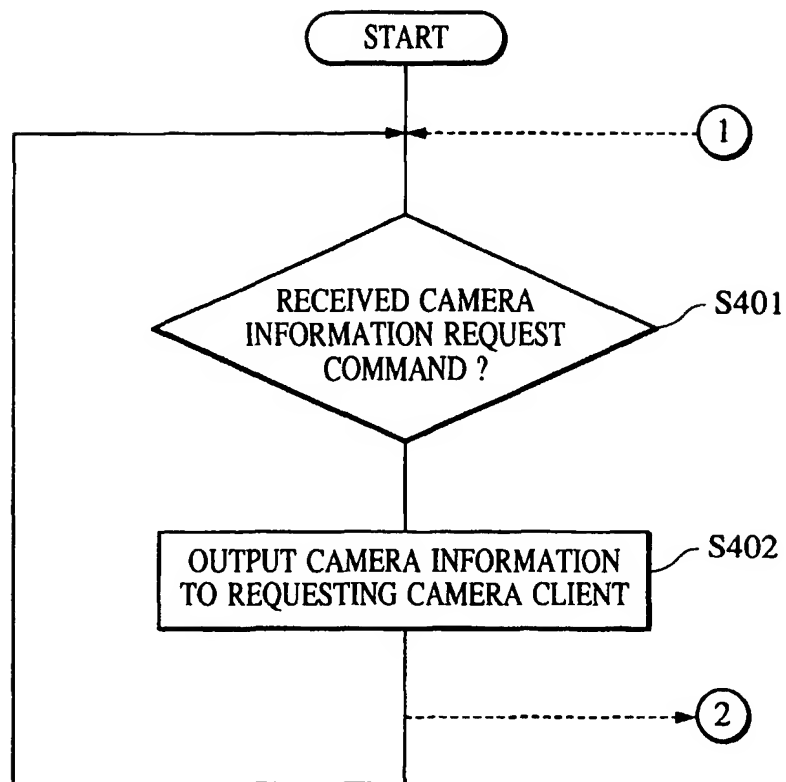 START
1
RECEIVED CAMERA
INFORMATION REQUEST
COMMAND ?
S401
OUTPUT CAMERA INFORMATION
TO REQUESTING CAMERA CLIENT
S402
2